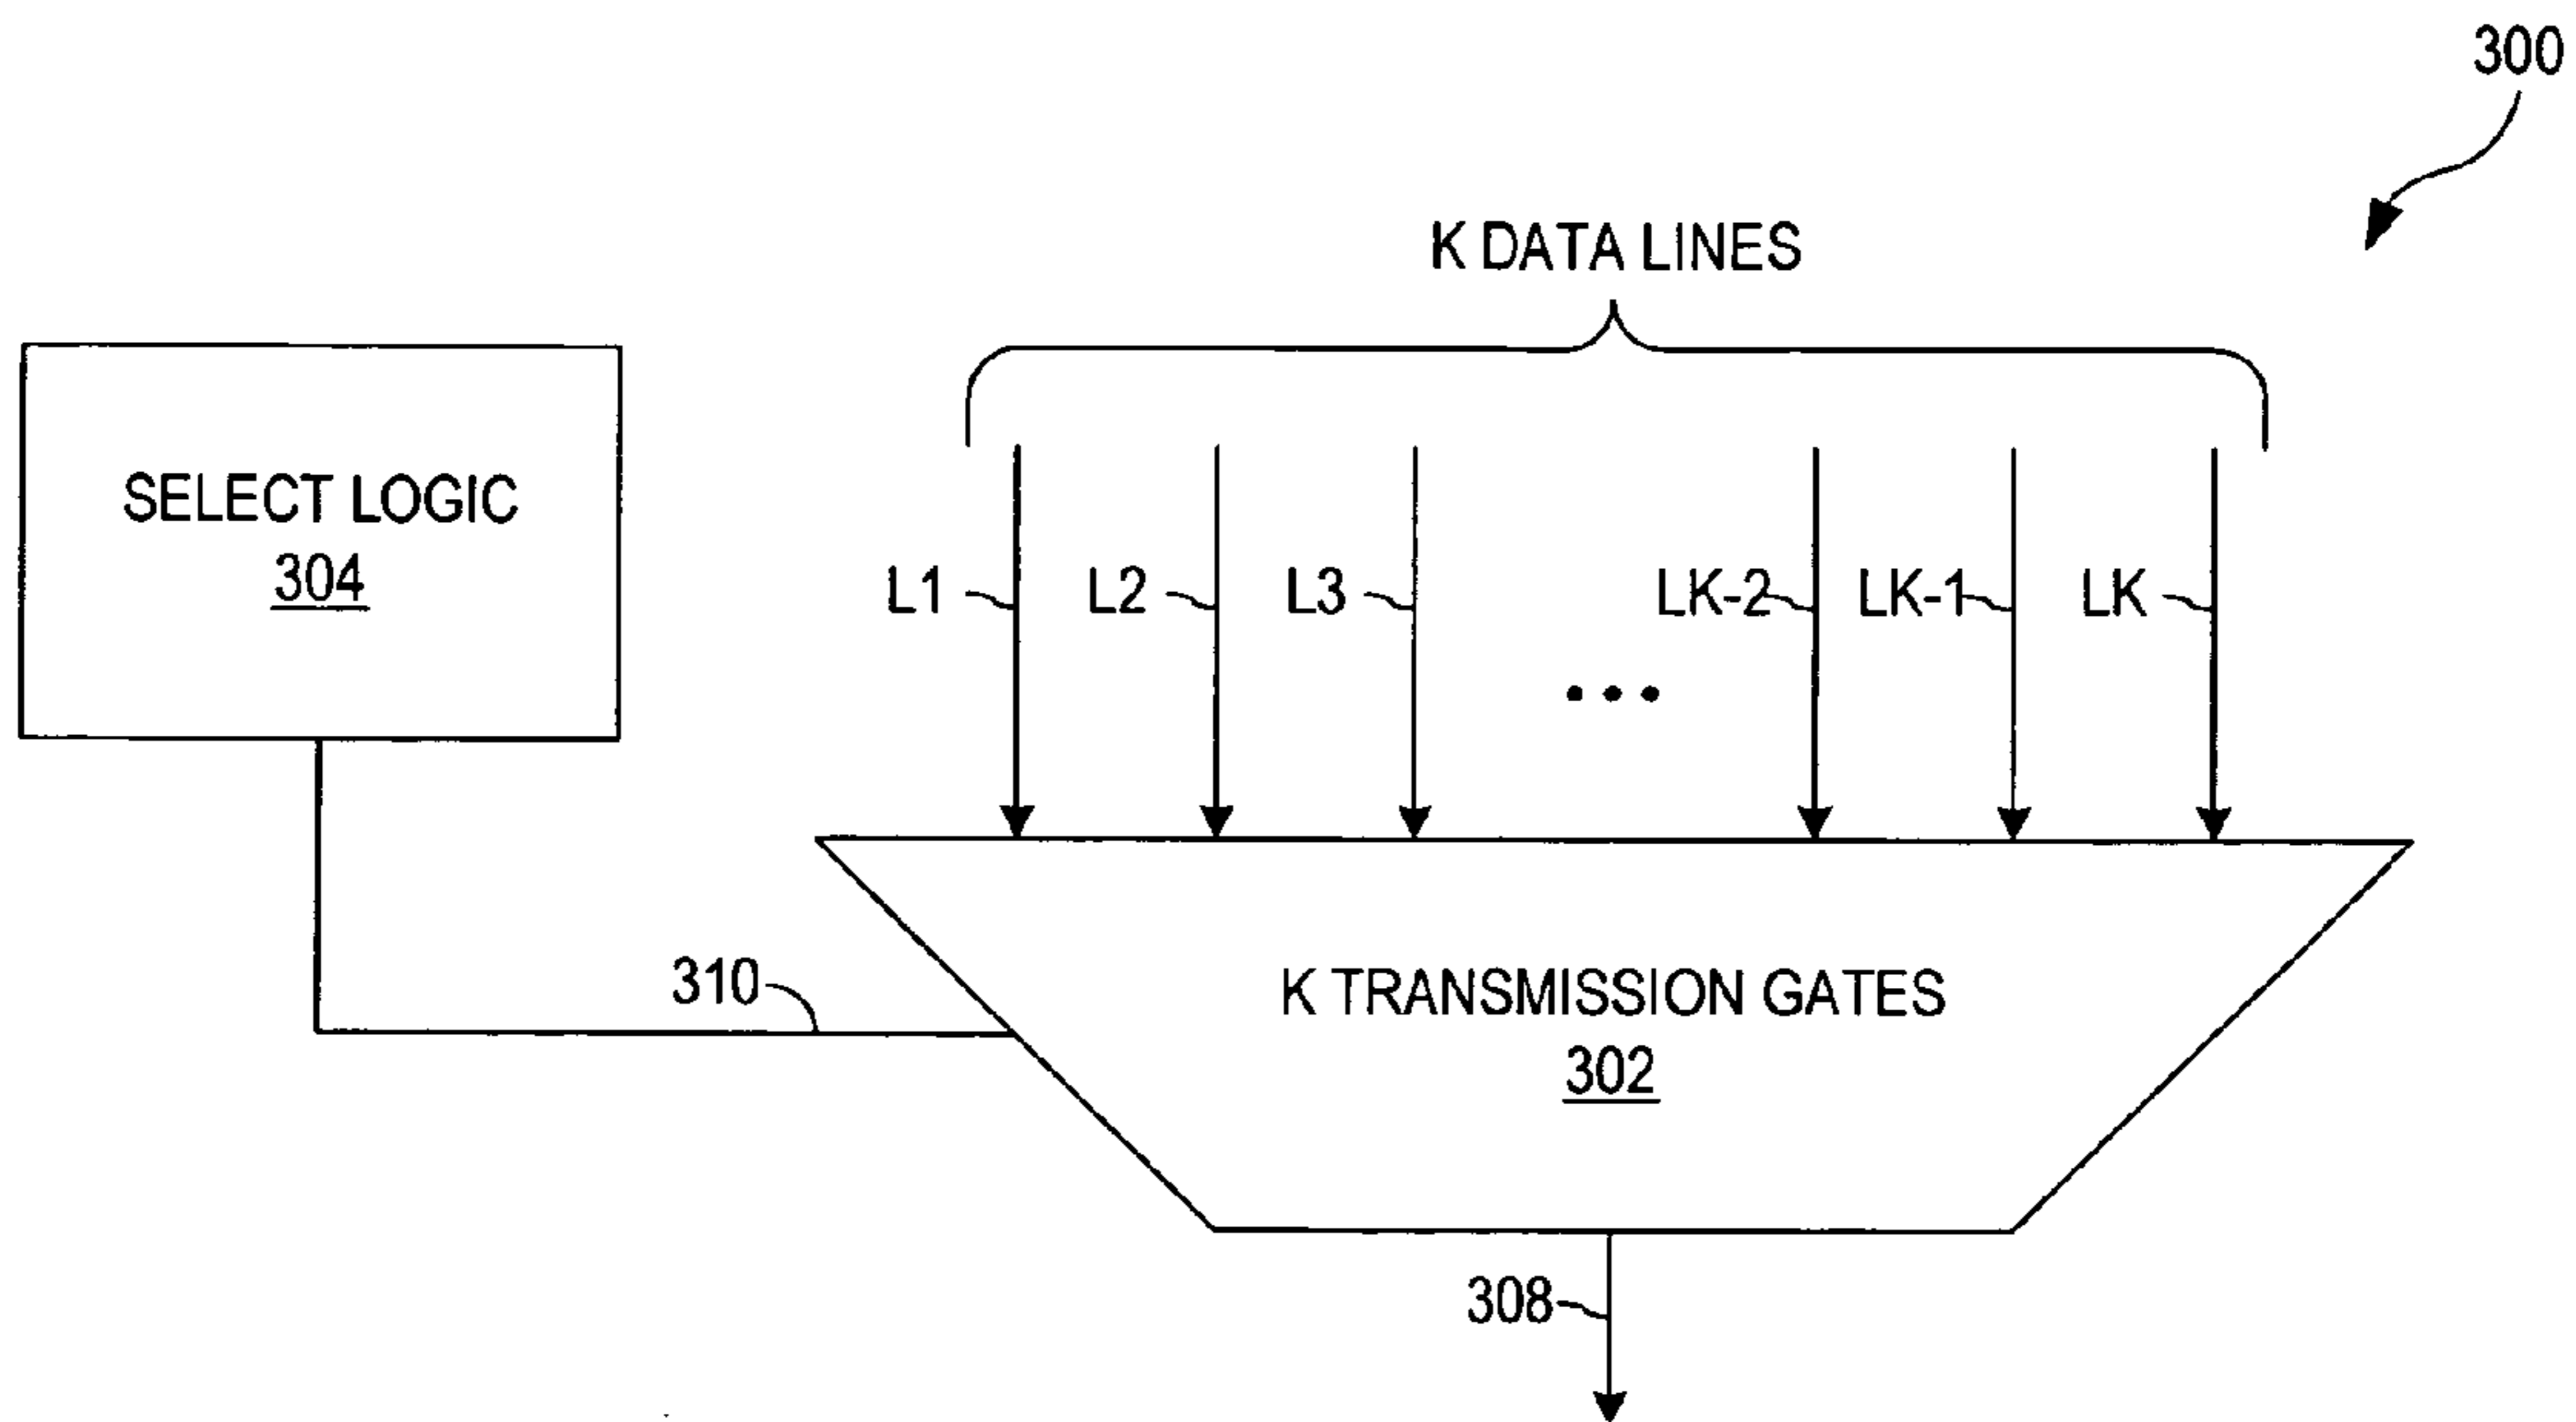 300
K DATA LINES
SELECT LOGIC
304
L1
L2
L3
LK-2
LK-1
LK
310
K TRANSMISSION GATES
302
308